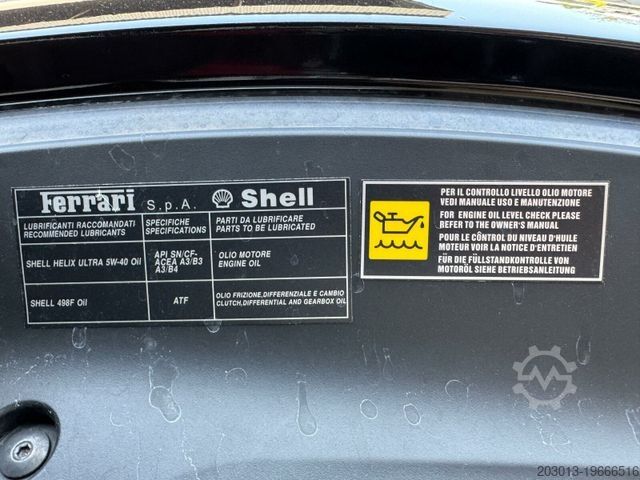 Ferrari S.p.A. Shell
LUBRIFICANTI RACCOMANDATI
RECOMMENDED LUBRICANTS
SPECIFICHE
SPECIFICATIONS
PARTI DA LUBRIFICARE
PARTS TO BE LUBRICATED
SHELL HELIX ULTRA 5W-40 Oil
API SN/CF-
ACEA A3/B3
A3/B4
OLIO MOTORE
ENGINE OIL
SHELL 498F Oil
ATF
OLIO FRIZIONE,DIFFERENZIALE E CAMBIO
CLUTCH,DIFFERENTIAL AND GEARBOX OIL
PER IL CONTROLLO LIVELLO OLIO MOTORE
VEDI MANUALE USO E MANUTENZIONE
FOR ENGINE OIL LEVEL CHECK PLEASE
REFER TO THE OWNER'S MANUAL
POUR LE CÔNTROL DU NIVEAU D'HUILE
MOTEUR VOIR LA NOTICE D'ENTRETIEN
FÜR DIE FÜLLSTANDKONTROLLE VON
MOTORÖL SIEHE BETRIEBSANLEITUNG
203013-19666516